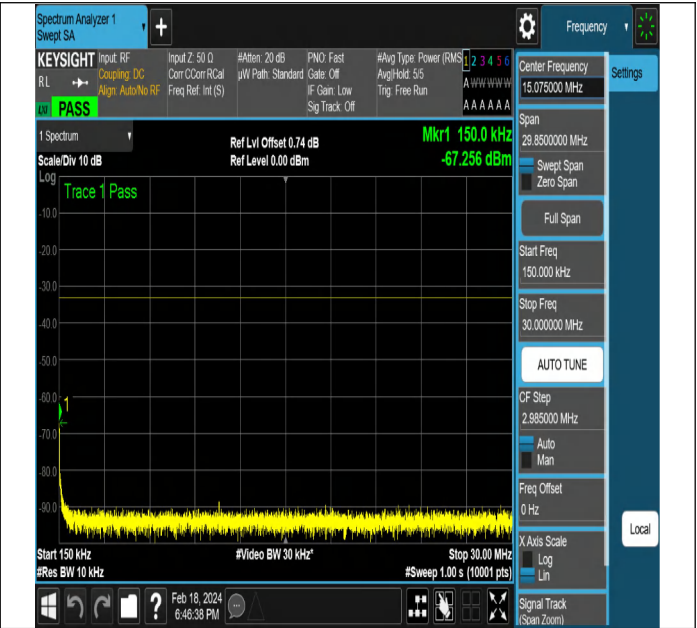 Spectrum Analyzer 1
Swept SA
+
Frequency
KEYSIGHT
RL
LXI
PASS
Input: RF
Coupling: DC
Align: Auto/No RF
Input Z: 50 Ω
Corr CCorr RCal
Freq Ref: Int (S)
#Atten: 20 dB
µW Path: Standard
PNO: Fast
Gate: Off
IF Gain: Low
Sig Track: Off
#Avg Type: Power (RMS
Avg|Hold: 5/5
Trig: Free Run
1 2 3 4 5 6
A W W W W W
A A A A A A
1 Spectrum
Scale/Div 10 dB
Ref Lvl Offset 0.74 dB
Ref Level 0.00 dBm
Mkr1 150.0 kHz
-67.256 dBm
Log
Trace 1 Pass
-10.0
-20.0
-30.0
-40.0
-50.0
-60.0
1
-70.0
-80.0
-90.0
Start 150 kHz
#Res BW 10 kHz
#Video BW 30 kHz*
Stop 30.00 MHz
#Sweep 1.00 s (10001 pts)
?
Feb 18, 2024
6:46:38 PM
Center Frequency
15.075000 MHz
Settings
Span
29.8500000 MHz
Swept Span
Zero Span
Full Span
Start Freq
150.000 kHz
Stop Freq
30.000000 MHz
AUTO TUNE
CF Step
2.985000 MHz
Auto
Man
Freq Offset
0 Hz
X Axis Scale
Log
Lin
Signal Track
(Span Zoom)
Local